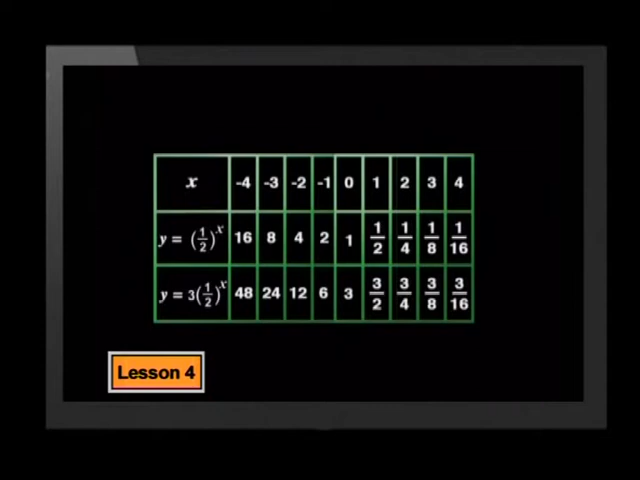 x -4 -3 -2 -1 0 1 2 3 4
y = (1/2)^x 16 8 4 2 1 1/2 1/4 1/8 1/16
y = 3(1/2)^x 48 24 12 6 3 3/2 3/4 3/8 3/16
Lesson 4